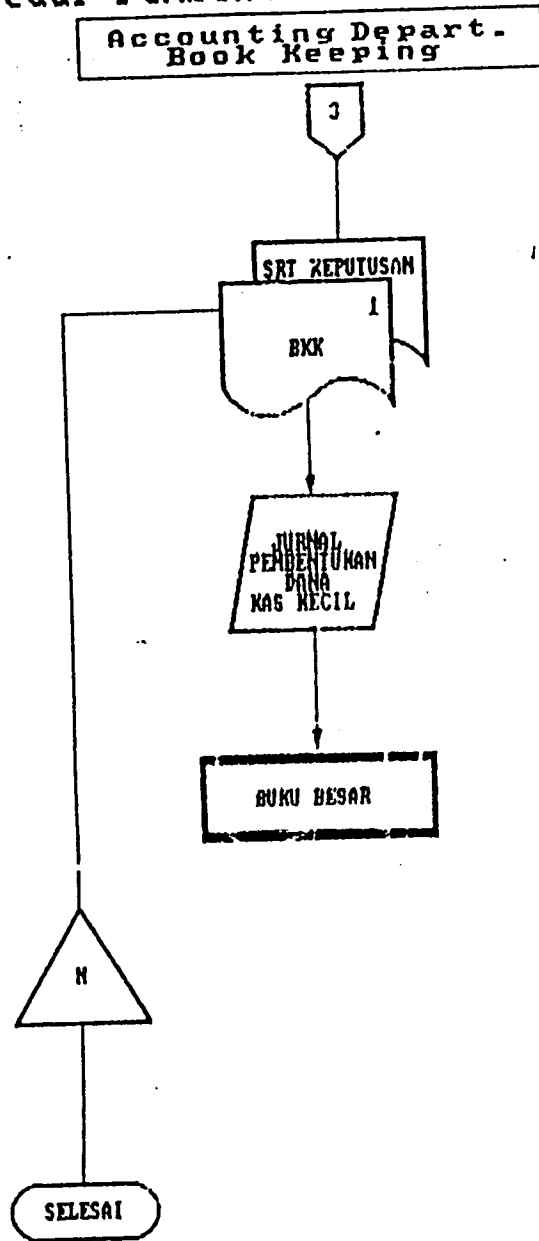 Accounting Depart.
Book Keeping
3
SRT KEPUTUSAN
1
BKK
JURNAL
PEMBENTUKAN
DANA
KAS KECIL
BUKU BESAR
N
SELESAI